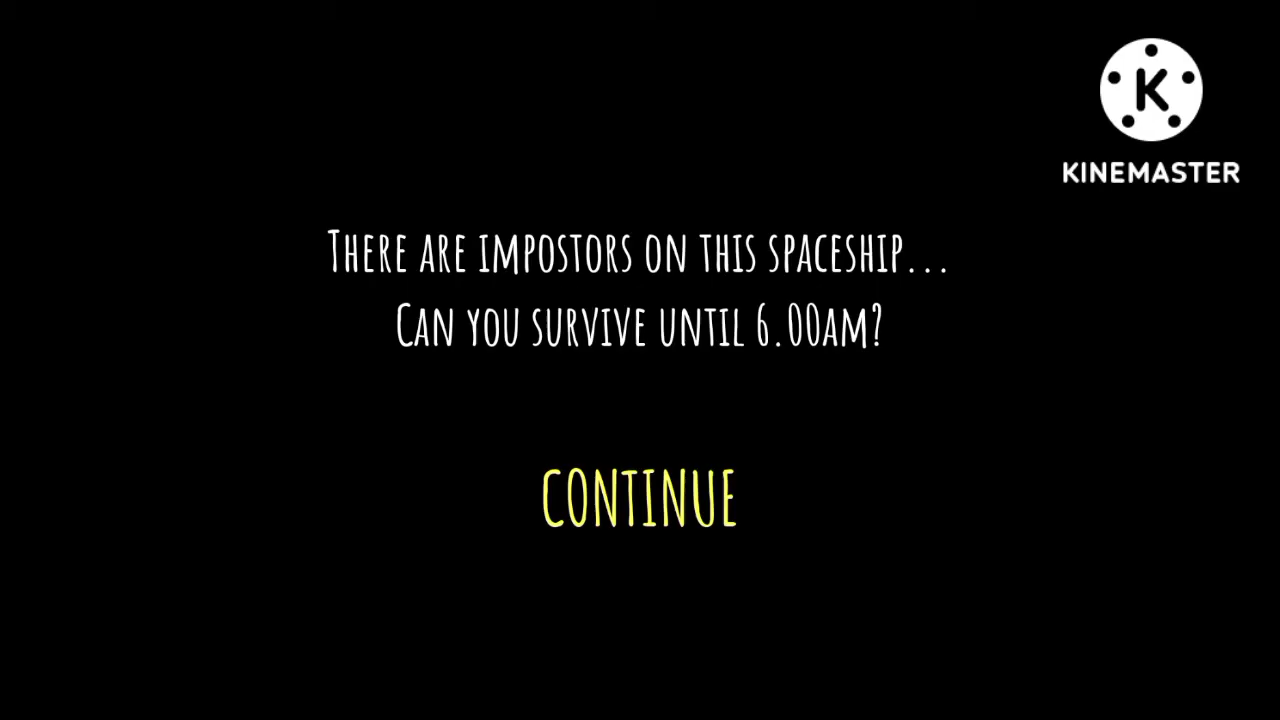 K
KINEMASTER
There are impostors on this spaceship...
Can you survive until 6.00am?
CONTINUE